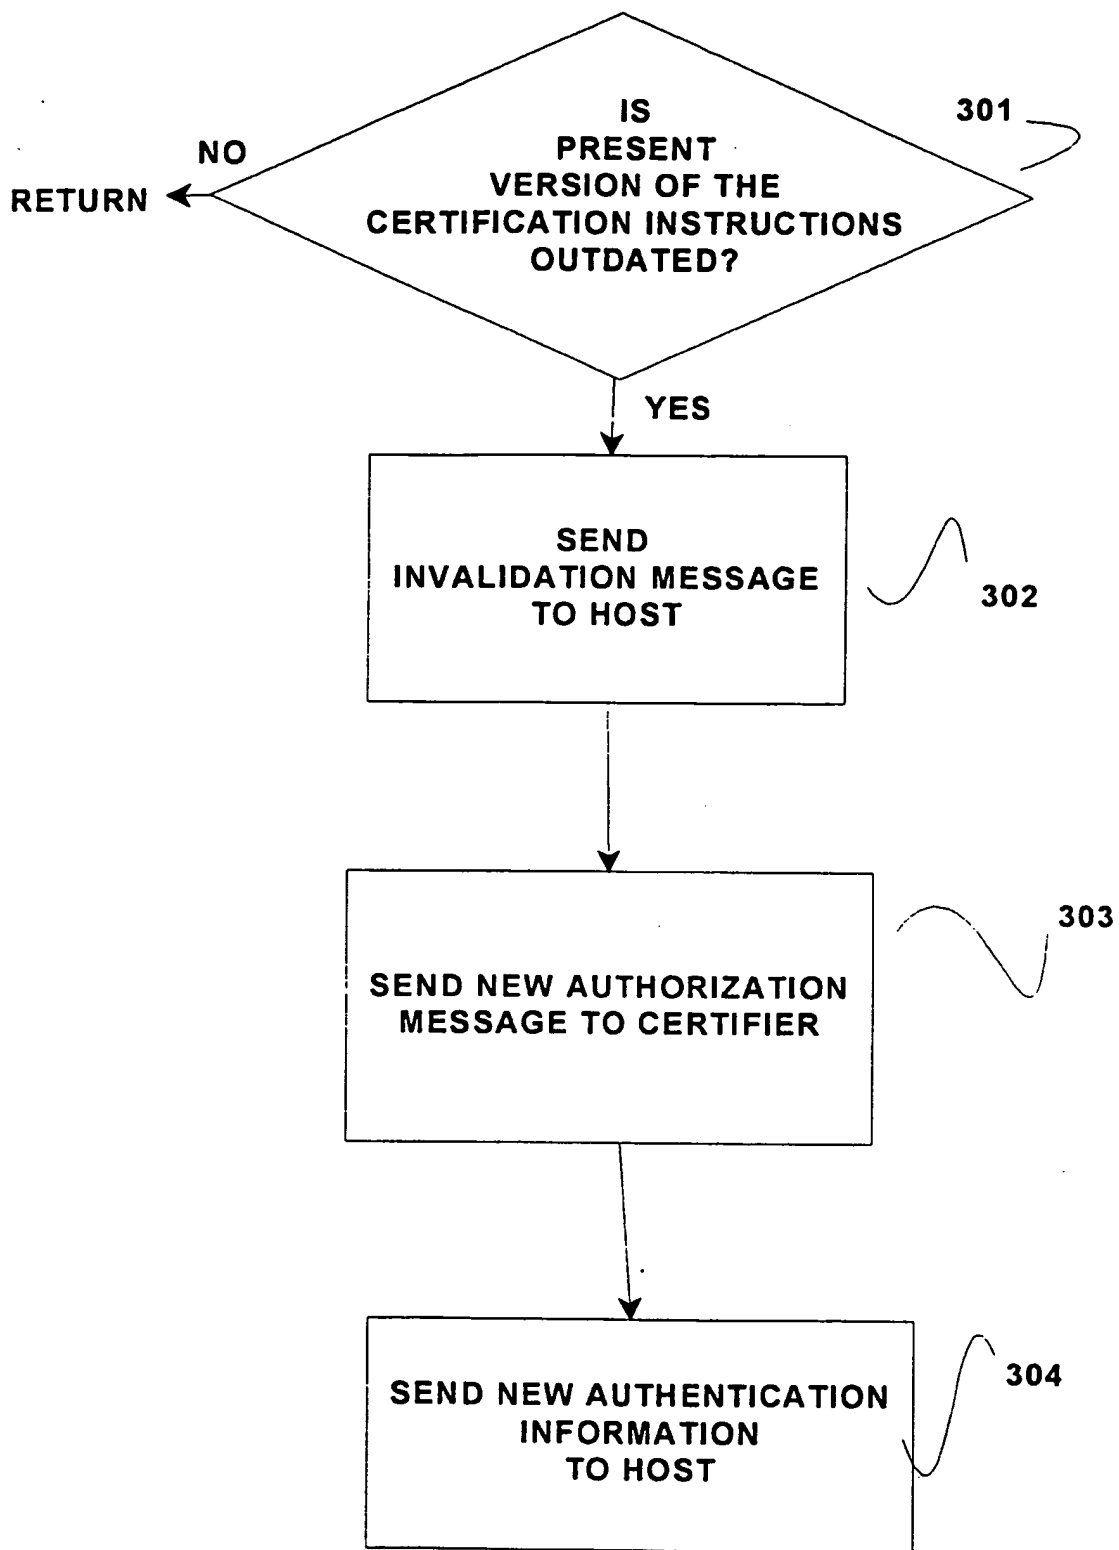 IS
PRESENT
VERSION OF THE
CERTIFICATION INSTRUCTIONS
OUTDATED?
301
NO
RETURN
YES
SEND
INVALIDATION MESSAGE
TO HOST
302
SEND NEW AUTHORIZATION
MESSAGE TO CERTIFIER
303
SEND NEW AUTHENTICATION
INFORMATION
TO HOST
304